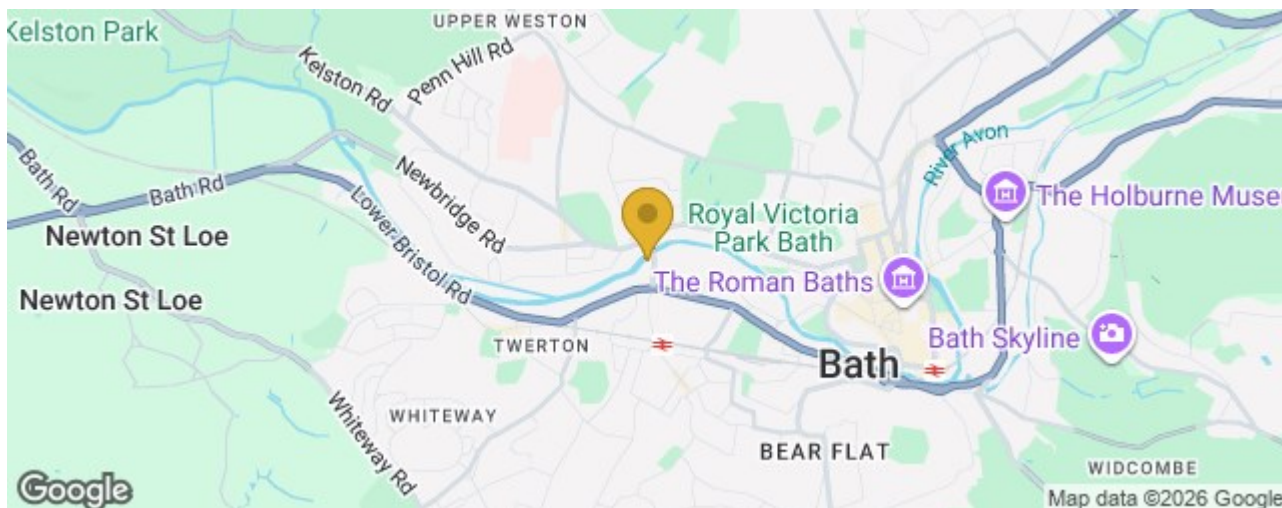 UPPER WESTON
Kelston Park
Penn Hill Rd
Kelston Rd
River Avon
Bath Rd
Bath Rd
Newbridge Rd
The Holburne Muse
Lower Bristol Rd
Royal Victoria
Park Bath
Newton St Loe
The Roman Baths
Newton St Loe
Bath Skyline
TWERTON
Bath
WHITEWAY
Whiteway Rd
BEAR FLAT
WIDCOMBE
Google
Map data ©2026 Google